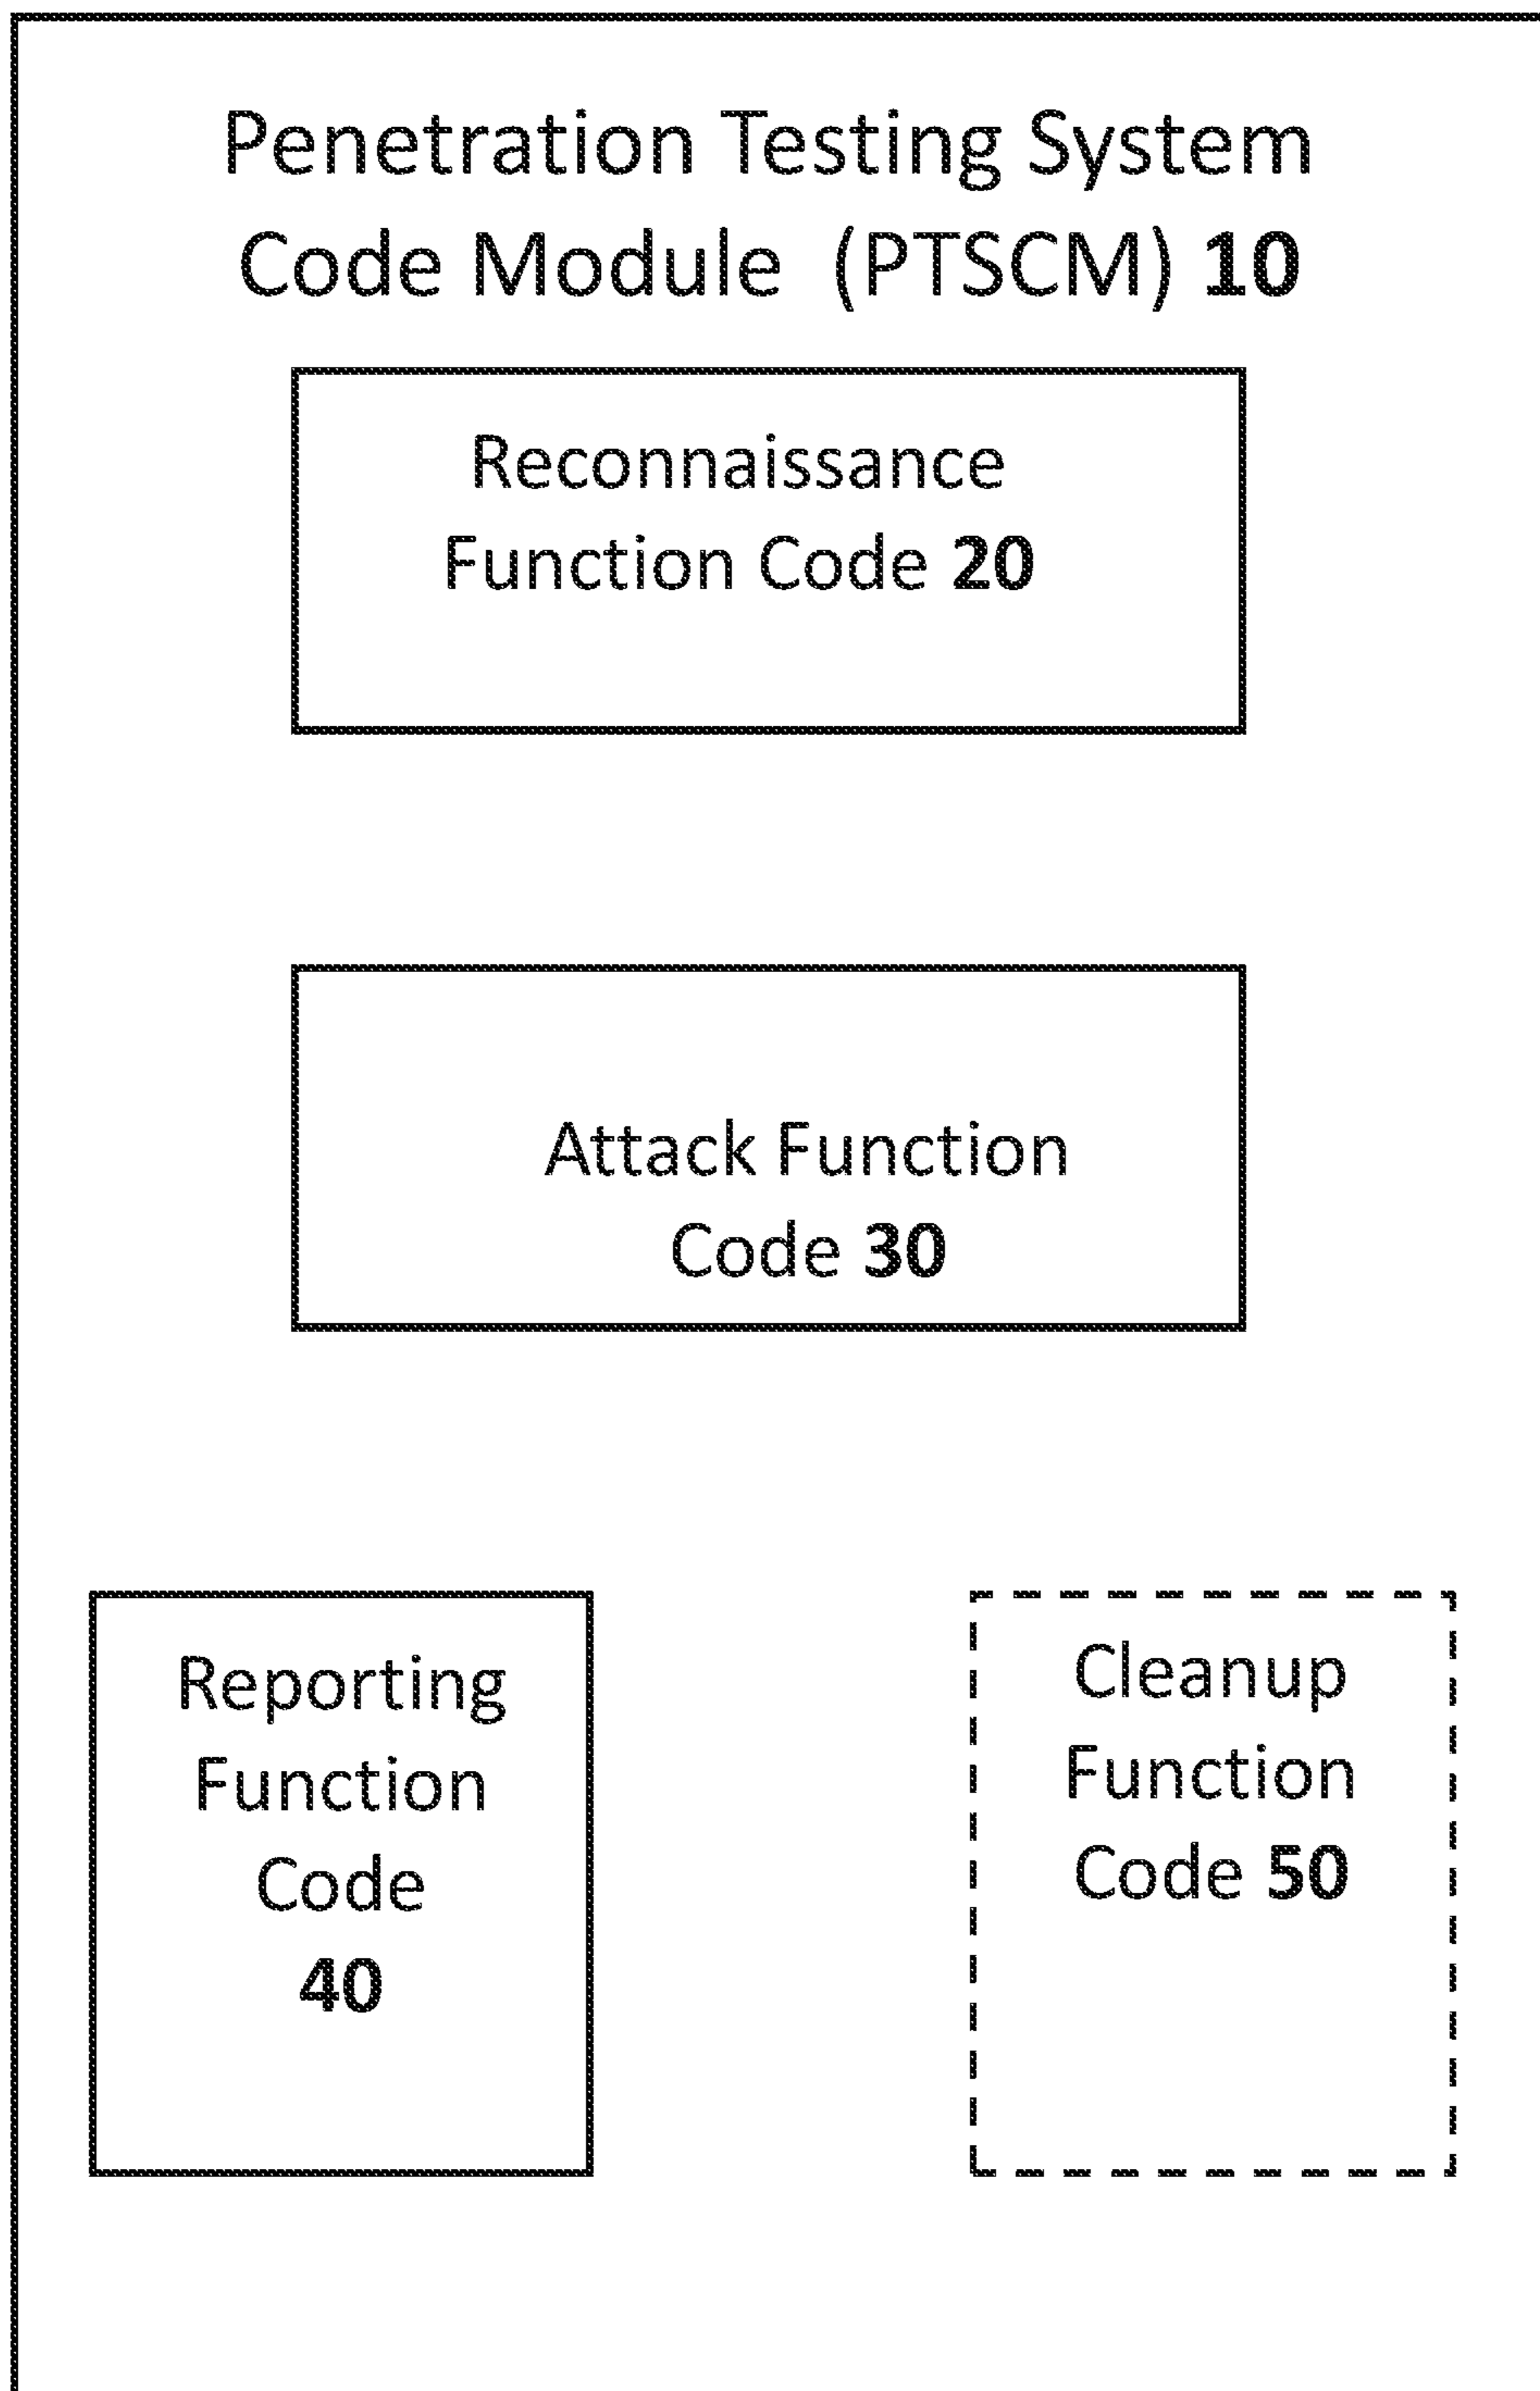 Penetration Testing System
Code Module (PTSCM) 10
Reconnaissance
Function Code 20
Attack Function
Code 30
Reporting
Function
Code
40
Cleanup
Function
Code 50